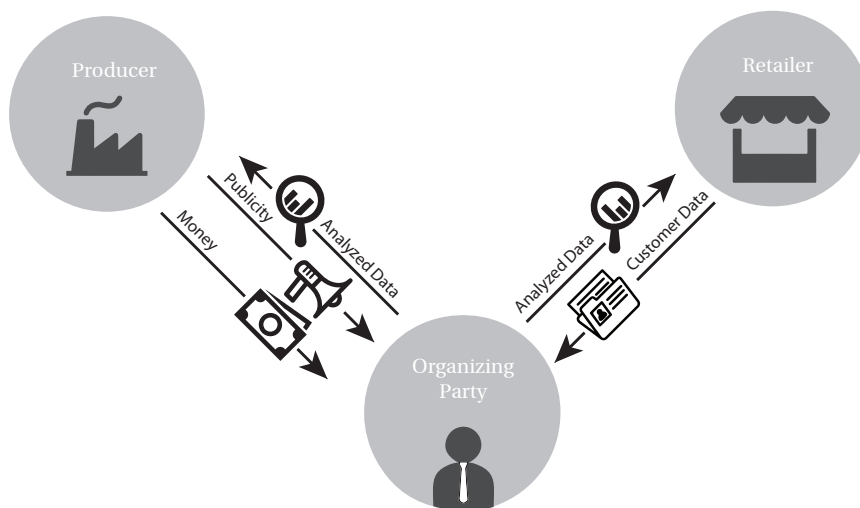 Producer
Retailer
Publicity
Money
Analyzed Data
Analyzed Data
Customer Data
Organizing
Party